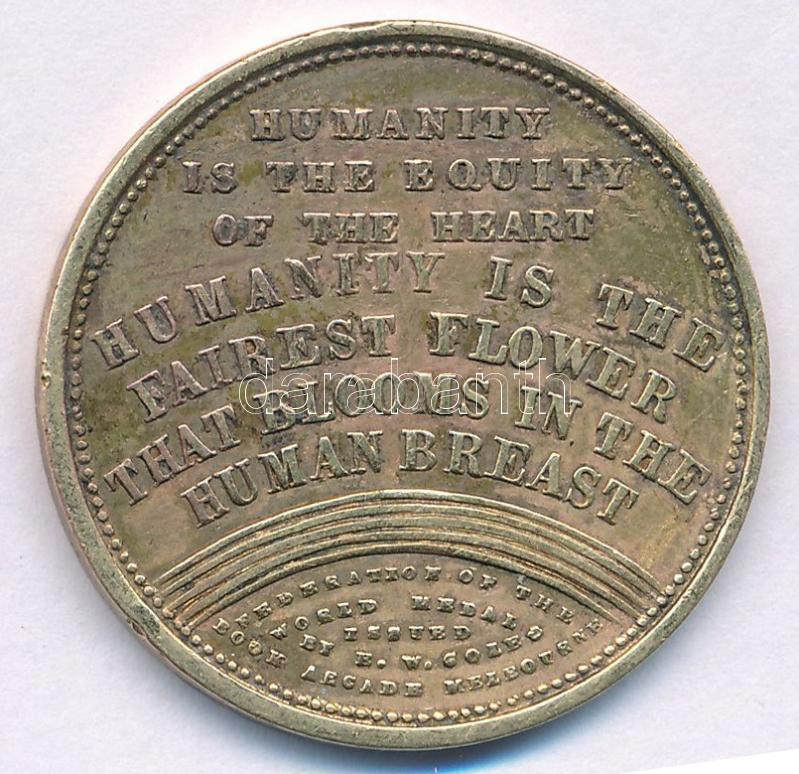 HUMANITY
IS THE EQUITY
OF THE HEART
HUMANITY IS THE
FAIREST FLOWER
THAT BLOOMS IN THE
HUMAN BREAST
FEDERATION OF THE
WORLD MEDAL
ISSUED
BY E. W. COLE
BOOK ARCADE MELBOURNE
darabanth